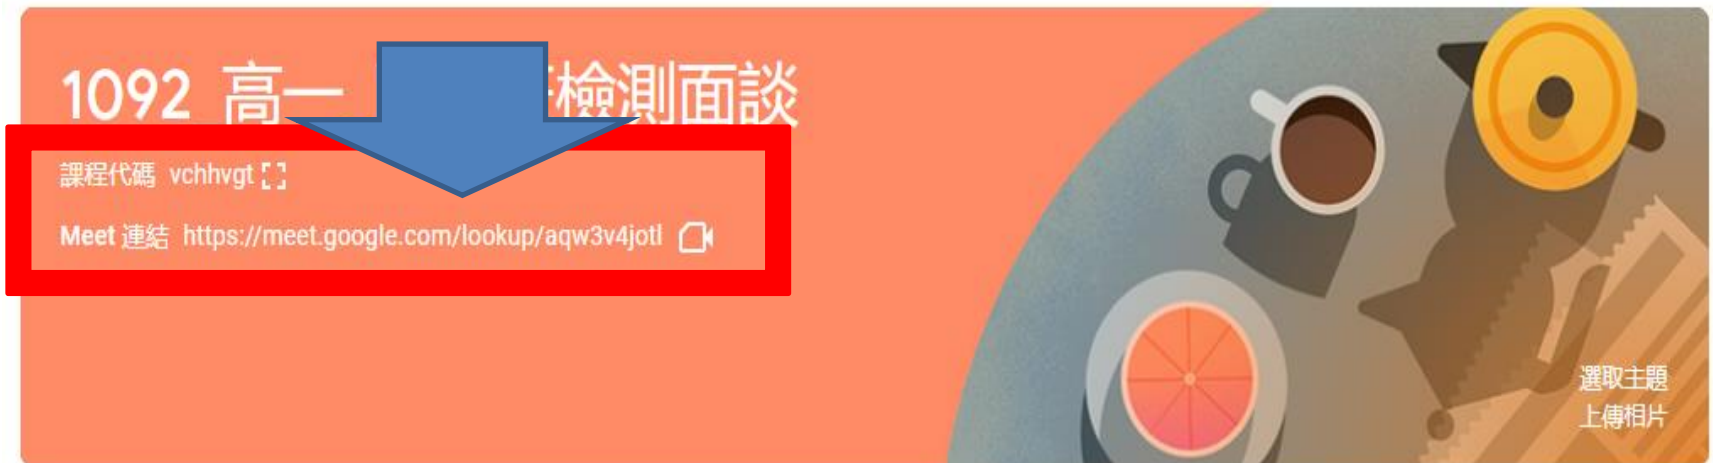 1092 高一 檢測面談
課程代碼 vchhvgt
Meet 連結 https://meet.google.com/lookup/aqw3v4jotl
選取主題
上傳相片